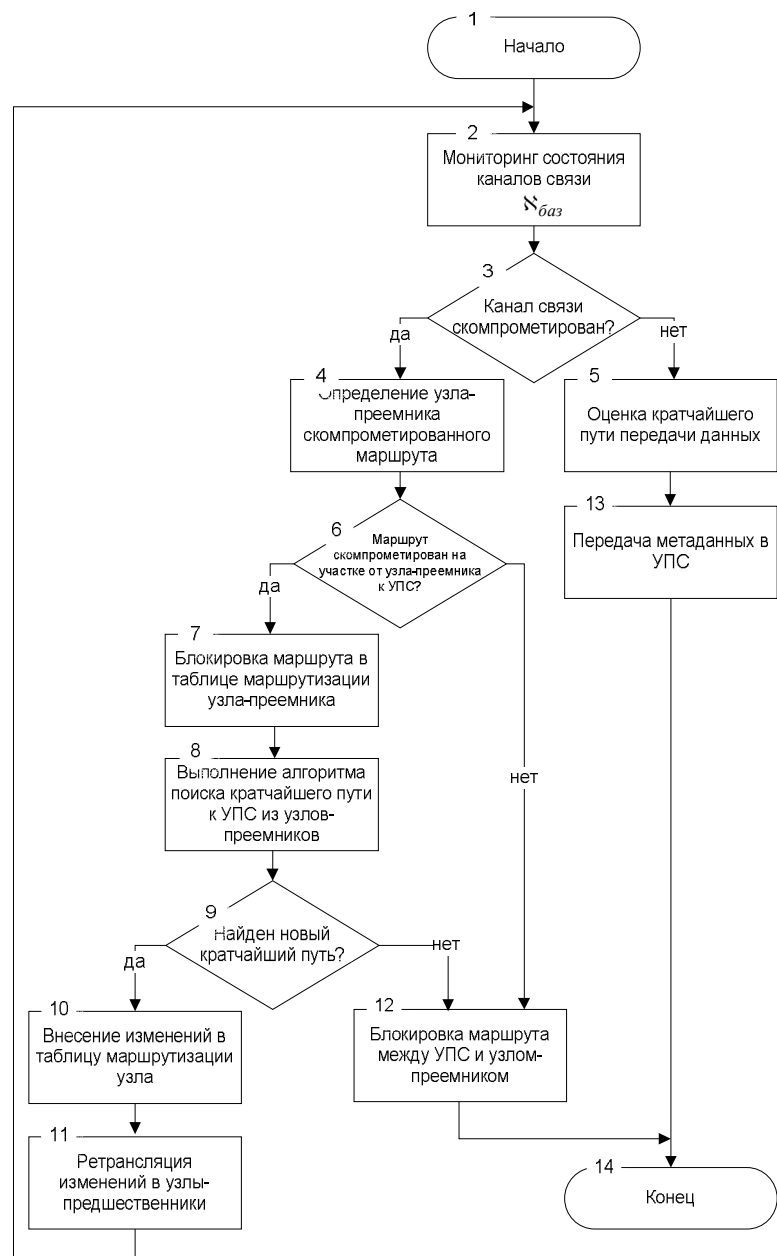 1
Начало
2
Мониторинг состояния
каналов связи
ℵбаз
3
Канал связи
скомпрометирован?
да
нет
4
Определение узла-
преемника
скомпрометированного
маршрута
5
Оценка кратчайшего
пути передачи данных
6
Маршрут
скомпрометирован на
участке от узла-преемника
к УПС?
да
нет
13
Передача метаданных в
УПС
7
Блокировка маршрута в
таблице маршрутизации
узла-преемника
8
Выполнение алгоритма
поиска кратчайшего пути
к УПС из узлов-
преемников
9
Найден новый
кратчайший путь?
да
нет
10
Внесение изменений в
таблицу маршрутизации
узла
12
Блокировка маршрута
между УПС и узлом-
преемником
11
Ретрансляция
изменений в узлы-
предшественники
14
Конец